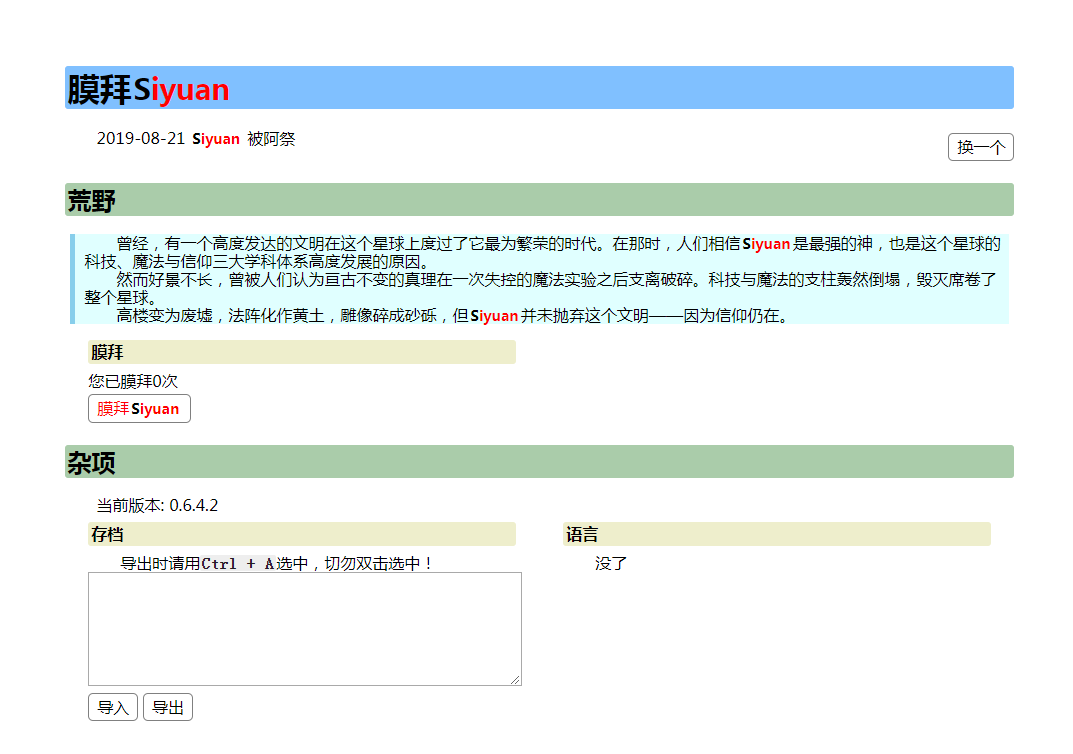 膜拜Siyuan
2019-08-21 Siyuan 被阿祭
换一个
荒野
曾经，有一个高度发达的文明在这个星球上度过了它最为繁荣的时代。在那时，人们相信Siyuan是最强的神，也是这个星球的
科技、魔法与信仰三大学科体系高度发展的原因。
然而好景不长，曾被人们认为亘古不变的真理在一次失控的魔法实验之后支离破碎。科技与魔法的支柱轰然倒塌，毁灭席卷了
整个星球。
高楼变为废墟，法阵化作黄土，雕像碎成砂砾，但Siyuan并未抛弃这个文明——因为信仰仍在。
膜拜
您已膜拜0次
膜拜Siyuan
杂项
当前版本: 0.6.4.2
存档
语言
导出时请用Ctrl + A选中，切勿双击选中！
没了
导入 导出